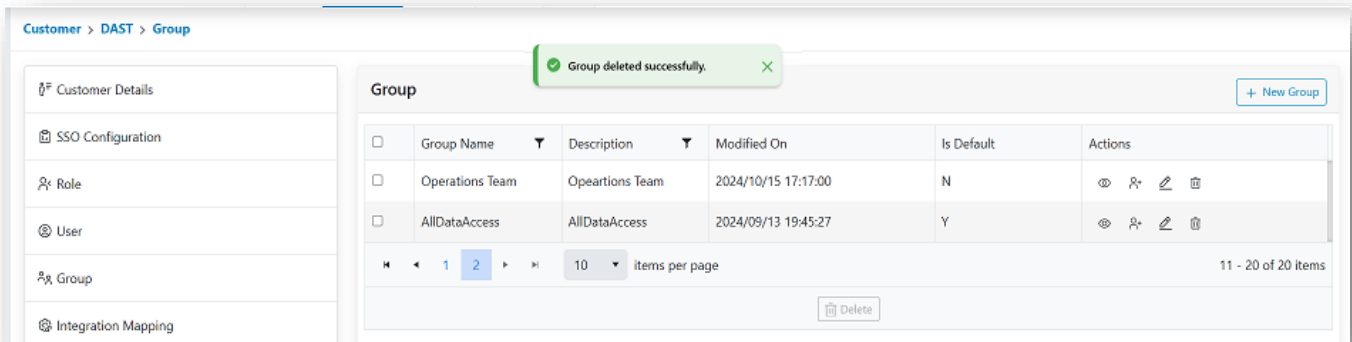 Customer > DAST > Group
Group deleted successfully.
Customer Details
SSO Configuration
Role
User
Group
Integration Mapping
Group
+ New Group
Group Name Description Modified On Is Default Actions
Operations Team Opeartions Team 2024/10/15 17:17:00 N
AllDataAccess AllDataAccess 2024/09/13 19:45:27 Y
1 2 10 items per page 11 - 20 of 20 items
Delete